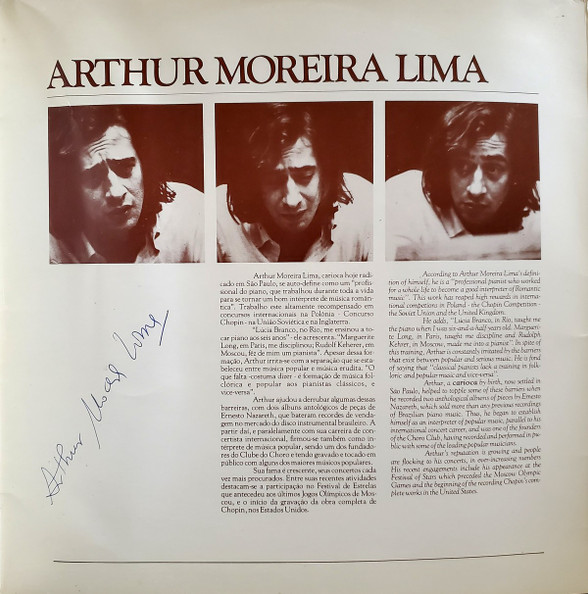 ARTHUR MOREIRA LIMA
Arthur Moreira Lima
Arthur Moreira Lima, carioca hoje radi-
cado em São Paulo, se auto-define como um "profis-
sional do piano, que trabalhou durante toda a vida
para se tornar um bom intérprete de música român-
tica". Trabalho este altamente recompensado em
concursos internacionais na Polônia - Concurso
Chopin - na União Soviética e na Inglaterra.
"Lúcia Branco, no Rio, me ensinou a to-
car piano aos seis anos" - ele acrescenta. "Marguerite
Long, em Paris, me disciplinou; Rudolf Keherer, em
Moscou, fez de mim um pianista". Apesar dessa for-
mação, Arthur irrita-se com a separação que se esta-
beleceu entre música popular e música erudita. "O
que falta -costuma dizer - é formação de música fol-
clórica e popular aos pianistas clássicos, e
vice-versa".
Arthur ajudou a derrubar algumas dessas
barreiras, com dois álbuns antológicos de peças de
Ernesto Nazareth, que bateram recordes de venda-
gem no mercado do disco instrumental brasileiro. A
partir daí, e paralelamente com sua carreira de con-
certista internacional, firmou-se também como in-
térprete de música popular, sendo um dos fundado-
res do Clube do Choro e tendo gravado e tocado em
público com alguns dos maiores músicos populares.
Sua fama é crescente, seus concertos cada
vez mais procurados. Entre suas recentes atividades
destacam-se a participação no Festival de Estrelas
que antecedeu aos últimos Jogos Olímpicos de Mos-
cou, e o início da gravação da obra completa de
Chopin, nos Estados Unidos.
According to Arthur Moreira Lima's defini-
tion of himself, he is a "professional pianist who worked
for a whole life to become a good interpreter of Romantic
music". This work has reaped high rewards in interna-
tional competions in Poland - the Chopin Competention -
the Soviet Union and the United Kingdom.
He adds, "Lucia Branco, in Rio, taught me
the piano when I was six-and-a-half years old. Marguerit-
te Long, in Paris, taught me discipline and Rudolph
Keherr, in Moscow, made me into a pianist". In spite of
this training, Arthur is constantly irritated by the barriers
that exist between popular and serious music. He is fond
of saying that "classical pianists lack a training in folk-
loric and popular music and vice-versa".
Arthur, a carioca by birth, now settled in
São Paulo, helped to topple some of these barriers when
he recorded two anthological albums of pieces by Ernesto
Nazareth, which sold more than any previous recordings
of Brazilian piano music. Thus, he began to establish
himself as an interpreter of popular music, parallel to his
international concert career, and was one of the founders
of the Choro Club, having recorded and performed in pu-
blic with some of the leading popular musicians.
Arthur's reputation is growing and people
are flocking to his concerts, in ever-increasing numbers
His recent engagements include his appearance at the
Festival of Stars which preceded the Moscow Olympic
Games and the beginning of the recording Chopin's com-
plete works in the United States.